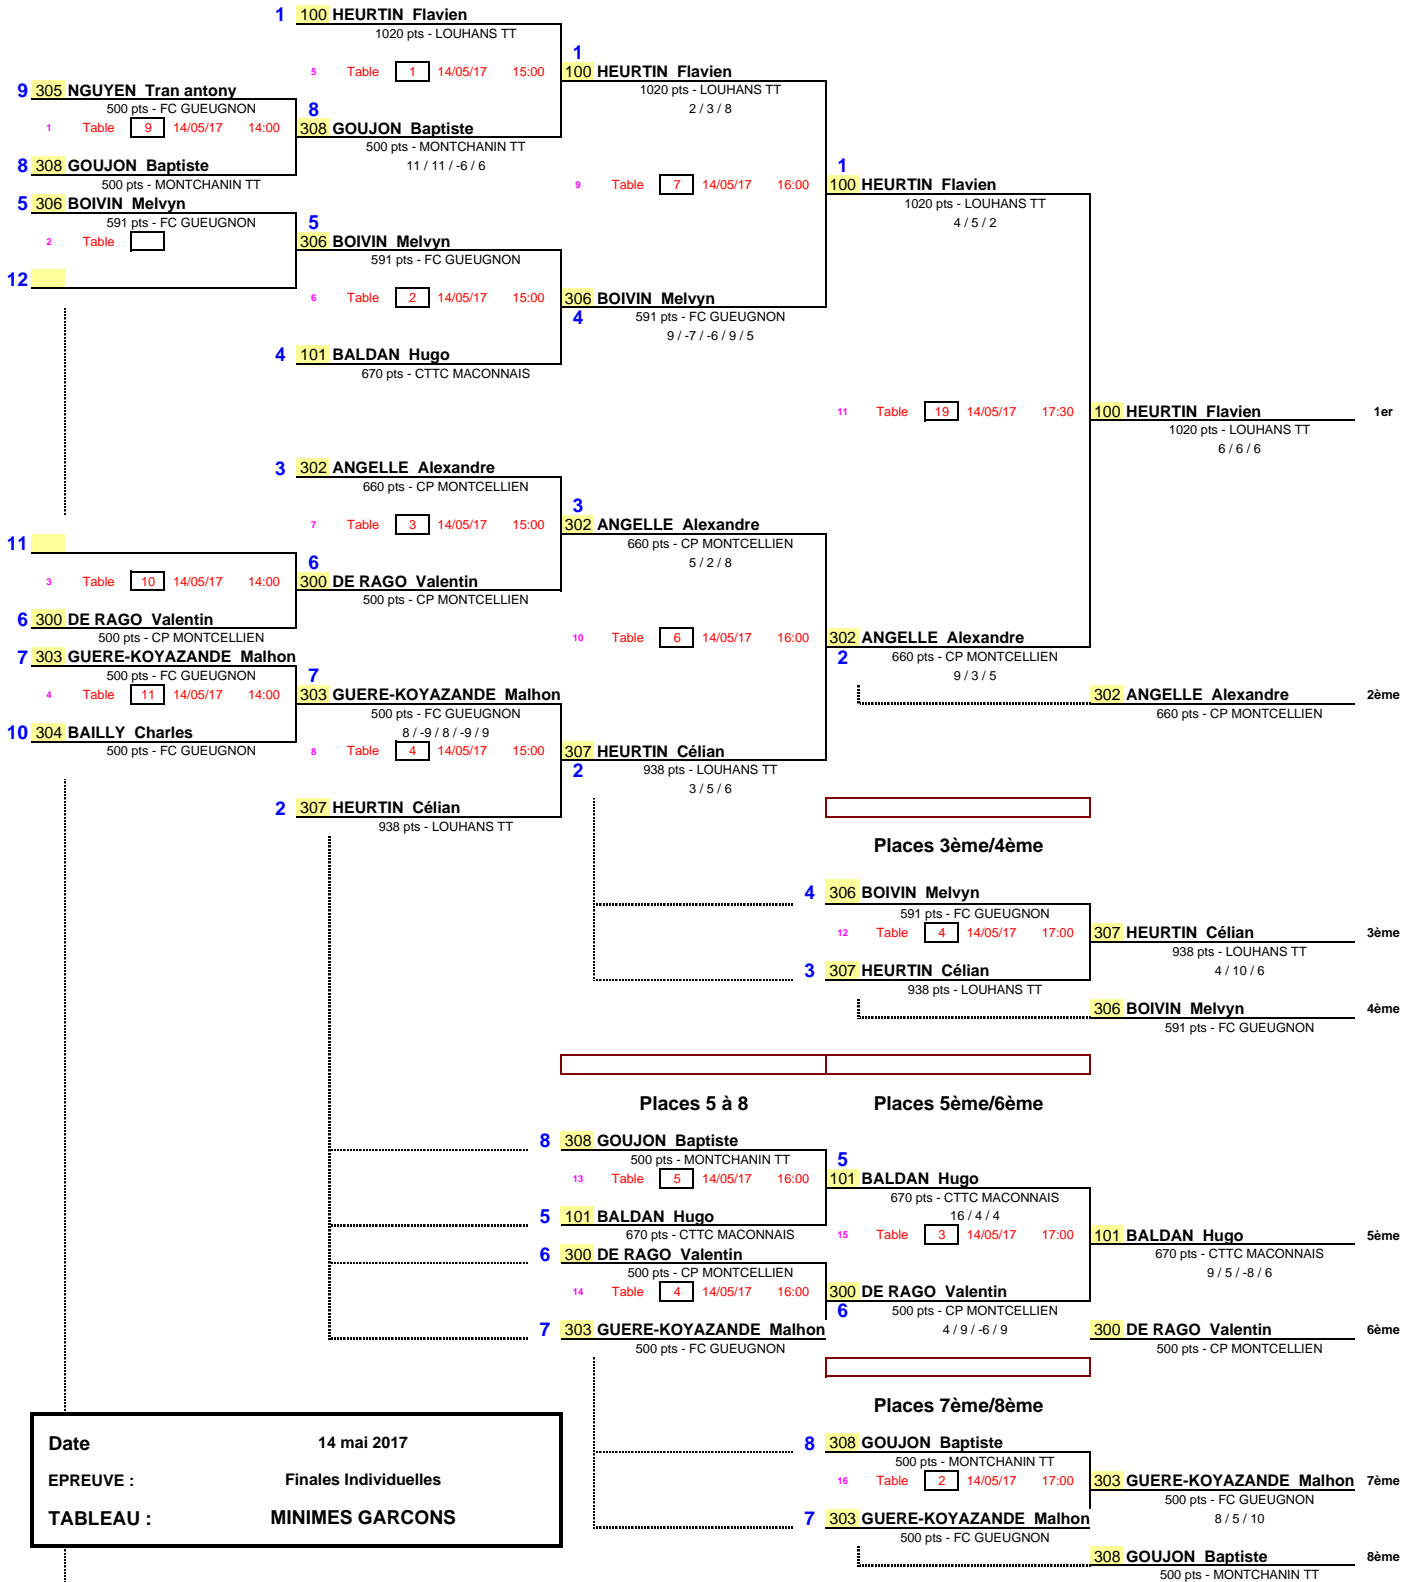 1 100 HEURTIN Flavien
1020 pts - LOUHANS TT
1
5 Table 1 14/05/17 15:00 100 HEURTIN Flavien
9 305 NGUYEN Tran antony 1020 pts - LOUHANS TT
500 pts - FC GUEUGNON 8 2 / 3 / 8
1 Table 9 14/05/17 14:00 308 GOUJON Baptiste
500 pts - MONTCHANIN TT
8 308 GOUJON Baptiste 11 / 11 / -6 / 6 1
500 pts - MONTCHANIN TT 9 Table 7 14/05/17 16:00 100 HEURTIN Flavien
5 306 BOIVIN Melvyn 1020 pts - LOUHANS TT
591 pts - FC GUEUGNON 5 4 / 5 / 2
2 Table 306 BOIVIN Melvyn
591 pts - FC GUEUGNON
12
6 Table 2 14/05/17 15:00 306 BOIVIN Melvyn
4 591 pts - FC GUEUGNON
9 / -7 / -6 / 9 / 5
4 101 BALDAN Hugo
670 pts - CTTC MACONNAIS
11 Table 19 14/05/17 17:30 100 HEURTIN Flavien 1er
1020 pts - LOUHANS TT
6 / 6 / 6
3 302 ANGELLE Alexandre
660 pts - CP MONTCELLIEN
3
7 Table 3 14/05/17 15:00 302 ANGELLE Alexandre
11 660 pts - CP MONTCELLIEN
6 5 / 2 / 8
3 Table 10 14/05/17 14:00 300 DE RAGO Valentin
500 pts - CP MONTCELLIEN
6 300 DE RAGO Valentin
500 pts - CP MONTCELLIEN 10 Table 6 14/05/17 16:00 302 ANGELLE Alexandre
7 303 GUERE-KOYAZANDE Malhon 2 660 pts - CP MONTCELLIEN
500 pts - FC GUEUGNON 7 9 / 3 / 5
4 Table 11 14/05/17 14:00 303 GUERE-KOYAZANDE Malhon 302 ANGELLE Alexandre 2ème
500 pts - FC GUEUGNON 660 pts - CP MONTCELLIEN
10 304 BAILLY Charles 8 / -9 / 8 / -9 / 9
500 pts - FC GUEUGNON 8 Table 4 14/05/17 15:00 307 HEURTIN Célian
2 938 pts - LOUHANS TT
3 / 5 / 6
2 307 HEURTIN Célian
938 pts - LOUHANS TT
Places 3ème/4ème
4 306 BOIVIN Melvyn
591 pts - FC GUEUGNON
12 Table 4 14/05/17 17:00 307 HEURTIN Célian 3ème
938 pts - LOUHANS TT
3 307 HEURTIN Célian 4 / 10 / 6
938 pts - LOUHANS TT
306 BOIVIN Melvyn 4ème
591 pts - FC GUEUGNON
Places 5 à 8 Places 5ème/6ème
8 308 GOUJON Baptiste
500 pts - MONTCHANIN TT 5
13 Table 5 14/05/17 16:00 101 BALDAN Hugo
670 pts - CTTC MACONNAIS
5 101 BALDAN Hugo 16 / 4 / 4
670 pts - CTTC MACONNAIS 15 Table 3 14/05/17 17:00 101 BALDAN Hugo 5ème
6 300 DE RAGO Valentin 670 pts - CTTC MACONNAIS
500 pts - CP MONTCELLIEN 9 / 5 / -8 / 6
14 Table 4 14/05/17 16:00 300 DE RAGO Valentin
6 500 pts - CP MONTCELLIEN
7 303 GUERE-KOYAZANDE Malhon 4 / 9 / -6 / 9 300 DE RAGO Valentin 6ème
500 pts - FC GUEUGNON 500 pts - CP MONTCELLIEN
Places 7ème/8ème
Date 14 mai 2017
8 308 GOUJON Baptiste
500 pts - MONTCHANIN TT
EPREUVE : Finales Individuelles
16 Table 2 14/05/17 17:00 303 GUERE-KOYAZANDE Malhon 7ème
500 pts - FC GUEUGNON
TABLEAU : MINIMES GARCONS
7 303 GUERE-KOYAZANDE Malhon 8 / 5 / 10
500 pts - FC GUEUGNON
308 GOUJON Baptiste 8ème
500 pts - MONTCHANIN TT